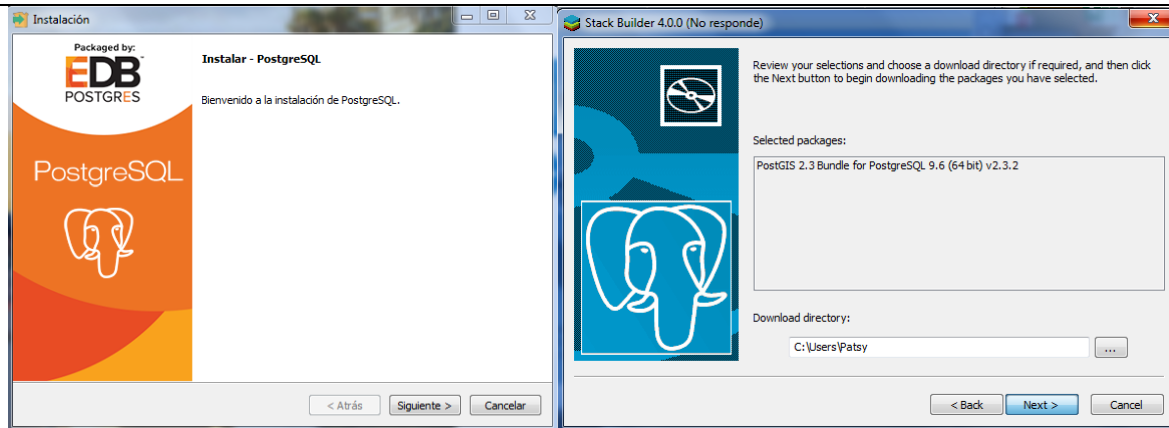 Instalación
Packaged by:
EDB
POSTGRES
PostgreSQL
Instalar - PostgreSQL
Bienvenido a la instalación de PostgreSQL.
< Atrás
Siguiente >
Cancelar
Stack Builder 4.0.0 (No responde)
Review your selections and choose a download directory if required, and then click
the Next button to begin downloading the packages you have selected.
Selected packages:
PostGIS 2.3 Bundle for PostgreSQL 9.6 (64 bit) v2.3.2
Download directory:
C:\Users\Patsy
...
< Back
Next >
Cancel